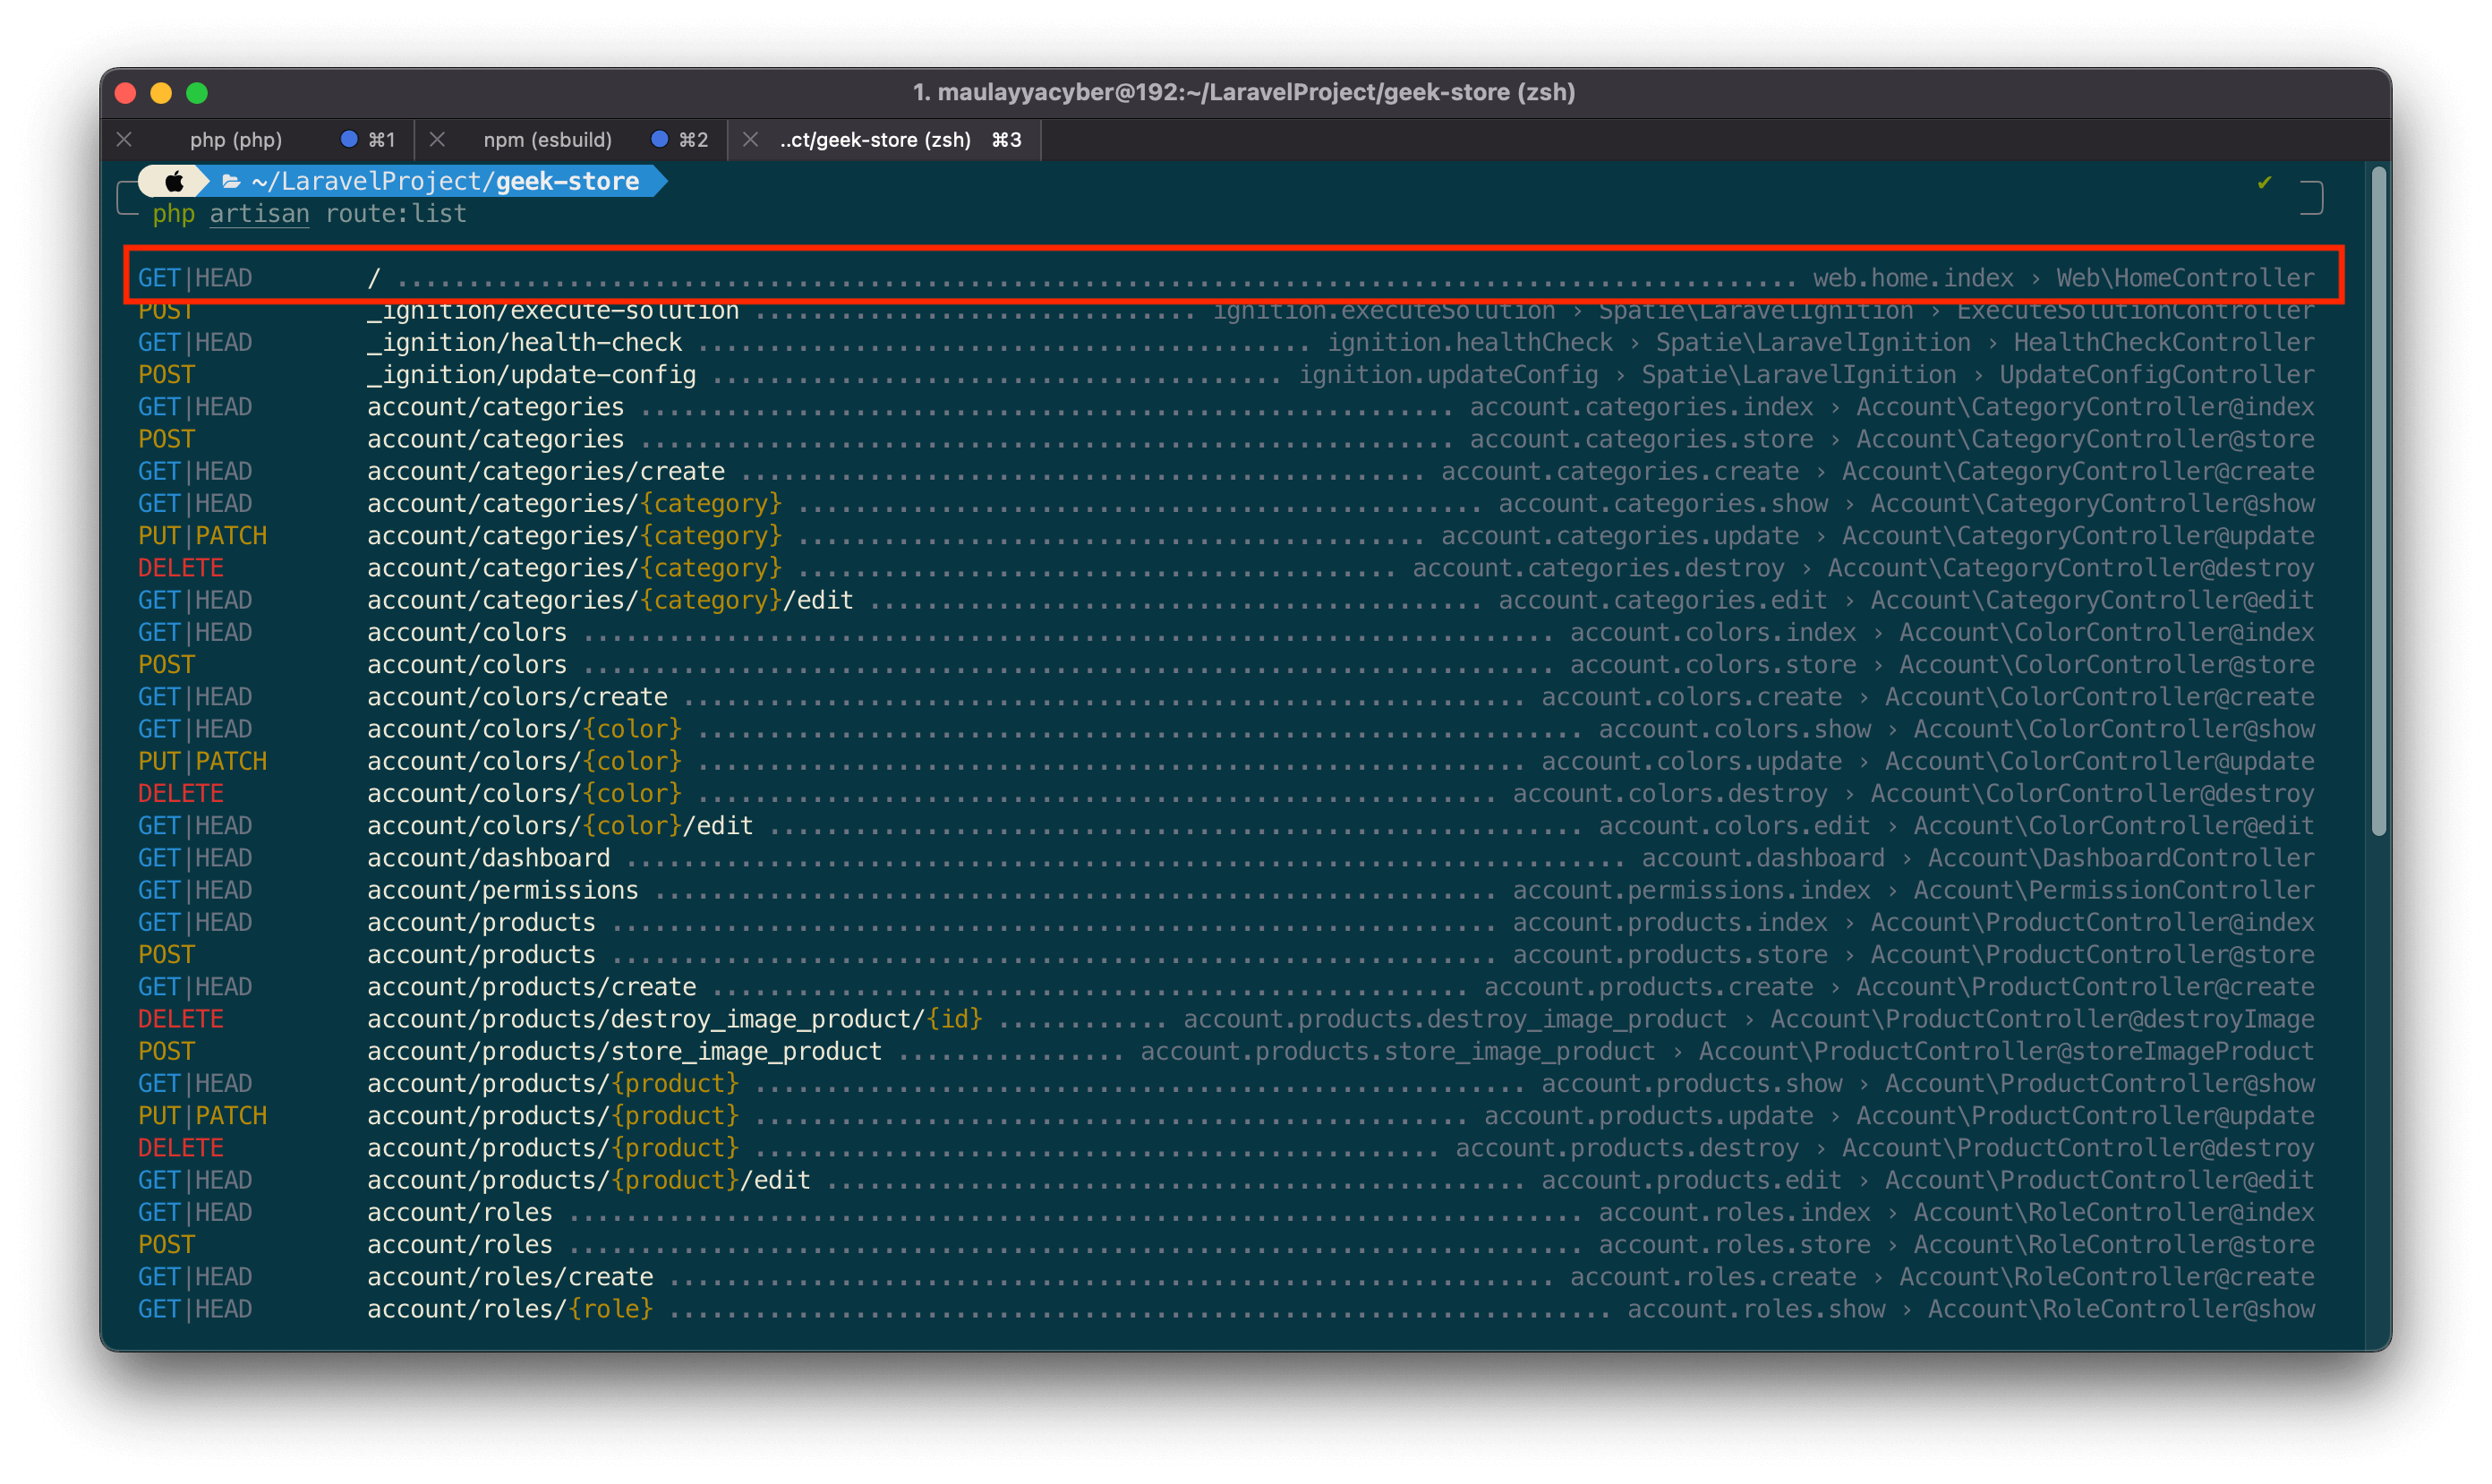 1. maulayyacyber@192:~/LaravelProject/geek-store (zsh)
php (php) ⌘1 npm (esbuild) ⌘2 ..ct/geek-store (zsh) ⌘3
~/LaravelProject/geek-store ✔
php artisan route:list
GET|HEAD / ................ web.home.index › Web\HomeController
POST _ignition/execute-solution ................ ignition.executeSolution › Spatie\LaravelIgnition › ExecuteSolutionController
GET|HEAD _ignition/health-check ................ ignition.healthCheck › Spatie\LaravelIgnition › HealthCheckController
POST _ignition/update-config ................ ignition.updateConfig › Spatie\LaravelIgnition › UpdateConfigController
GET|HEAD account/categories ................ account.categories.index › Account\CategoryController@index
POST account/categories ................ account.categories.store › Account\CategoryController@store
GET|HEAD account/categories/create ................ account.categories.create › Account\CategoryController@create
GET|HEAD account/categories/{category} ................ account.categories.show › Account\CategoryController@show
PUT|PATCH account/categories/{category} ................ account.categories.update › Account\CategoryController@update
DELETE account/categories/{category} ................ account.categories.destroy › Account\CategoryController@destroy
GET|HEAD account/categories/{category}/edit ................ account.categories.edit › Account\CategoryController@edit
GET|HEAD account/colors ................ account.colors.index › Account\ColorController@index
POST account/colors ................ account.colors.store › Account\ColorController@store
GET|HEAD account/colors/create ................ account.colors.create › Account\ColorController@create
GET|HEAD account/colors/{color} ................ account.colors.show › Account\ColorController@show
PUT|PATCH account/colors/{color} ................ account.colors.update › Account\ColorController@update
DELETE account/colors/{color} ................ account.colors.destroy › Account\ColorController@destroy
GET|HEAD account/colors/{color}/edit ................ account.colors.edit › Account\ColorController@edit
GET|HEAD account/dashboard ................ account.dashboard › Account\DashboardController
GET|HEAD account/permissions ................ account.permissions.index › Account\PermissionController
GET|HEAD account/products ................ account.products.index › Account\ProductController@index
POST account/products ................ account.products.store › Account\ProductController@store
GET|HEAD account/products/create ................ account.products.create › Account\ProductController@create
DELETE account/products/destroy_image_product/{id} ............ account.products.destroy_image_product › Account\ProductController@destroyImage
POST account/products/store_image_product ................ account.products.store_image_product › Account\ProductController@storeImageProduct
GET|HEAD account/products/{product} ................ account.products.show › Account\ProductController@show
PUT|PATCH account/products/{product} ................ account.products.update › Account\ProductController@update
DELETE account/products/{product} ................ account.products.destroy › Account\ProductController@destroy
GET|HEAD account/products/{product}/edit ................ account.products.edit › Account\ProductController@edit
GET|HEAD account/roles ................ account.roles.index › Account\RoleController@index
POST account/roles ................ account.roles.store › Account\RoleController@store
GET|HEAD account/roles/create ................ account.roles.create › Account\RoleController@create
GET|HEAD account/roles/{role} ................ account.roles.show › Account\RoleController@show